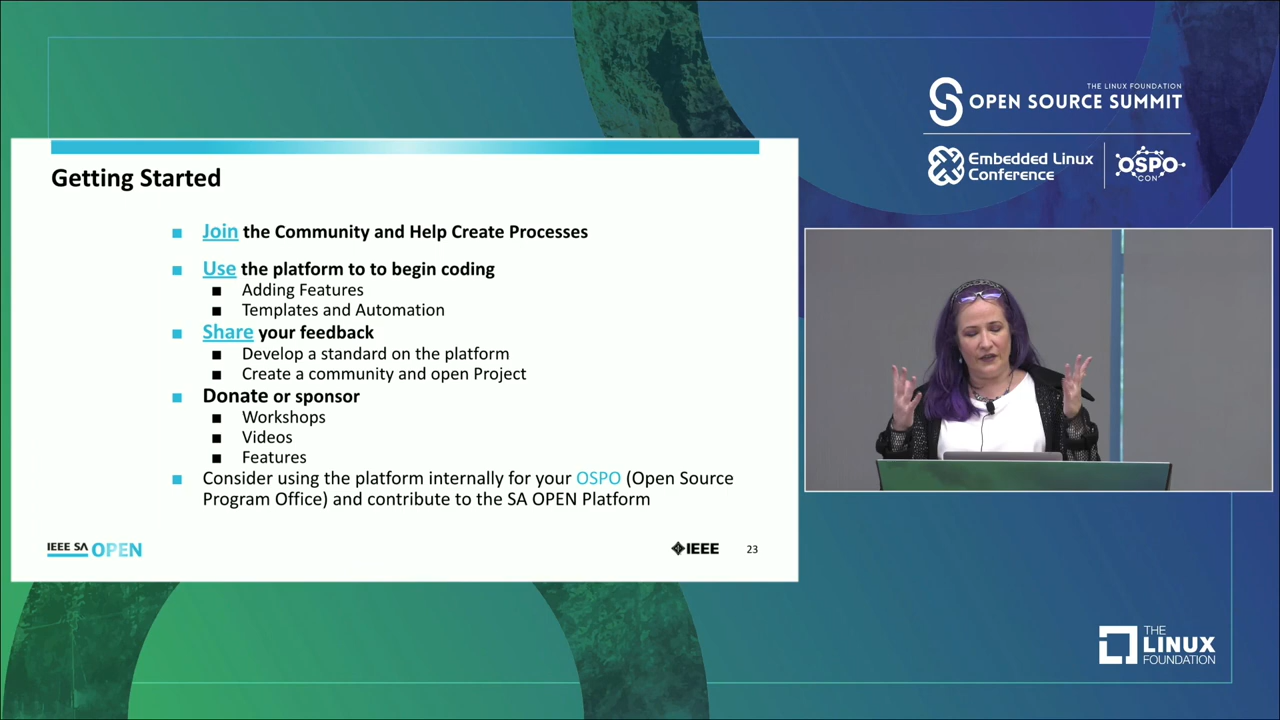 THE LINUX FOUNDATION
OPEN SOURCE SUMMIT
Embedded Linux
Conference
OSPO
CON
Getting Started
Join the Community and Help Create Processes
Use the platform to to begin coding
Adding Features
Templates and Automation
Share your feedback
Develop a standard on the platform
Create a community and open Project
Donate or sponsor
Workshops
Videos
Features
Consider using the platform internally for your OSPO (Open Source
Program Office) and contribute to the SA OPEN Platform
IEEE SA OPEN
IEEE
23
THE
LINUX
FOUNDATION